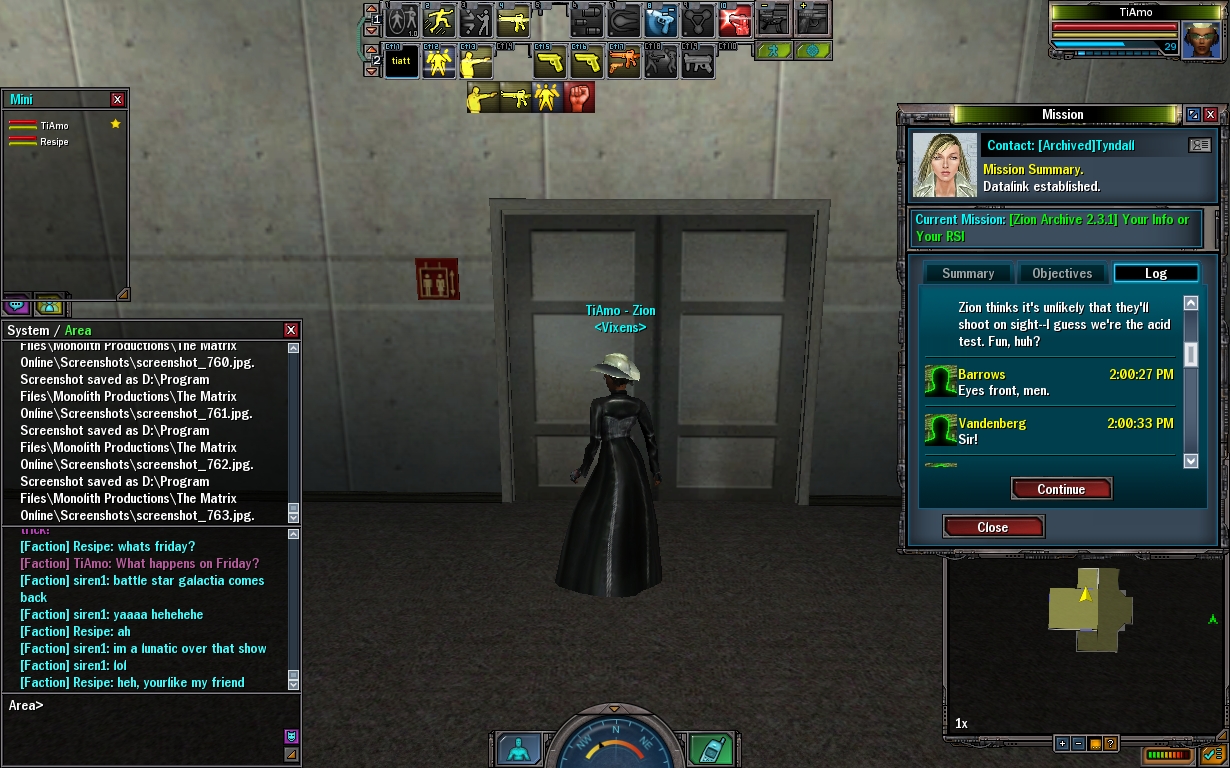 TiAmo
29
1
2
tiatt
Mini
TiAmo
Resipe
TiAmo - Zion
<Vixens>
System / Area
Files\Monolith Productions\The Matrix
Online\Screenshots\screenshot_760.jpg.
Screenshot saved as D:\Program
Files\Monolith Productions\The Matrix
Online\Screenshots\screenshot_761.jpg.
Screenshot saved as D:\Program
Files\Monolith Productions\The Matrix
Online\Screenshots\screenshot_762.jpg.
Screenshot saved as D:\Program
Files\Monolith Productions\The Matrix
Online\Screenshots\screenshot_763.jpg.
trick!
[Faction] Resipe: whats friday?
[Faction] TiAmo: What happens on Friday?
[Faction] siren1: battle star galactia comes
back
[Faction] siren1: yaaaa hehehehe
[Faction] Resipe: ah
[Faction] siren1: im a lunatic over that show
[Faction] siren1: lol
[Faction] Resipe: heh, yourlike my friend
Area>
Mission
Contact: [Archived]Tyndall
Mission Summary.
Datalink established.
Current Mission: [Zion Archive 2.3.1] Your Info or
Your RSI
Summary Objectives Log
Zion thinks it's unlikely that they'll
shoot on sight--I guess we're the acid
test. Fun, huh?
Barrows 2:00:27 PM
Eyes front, men.
Vandenberg 2:00:33 PM
Sir!
Continue
Close
1x
NW N NE